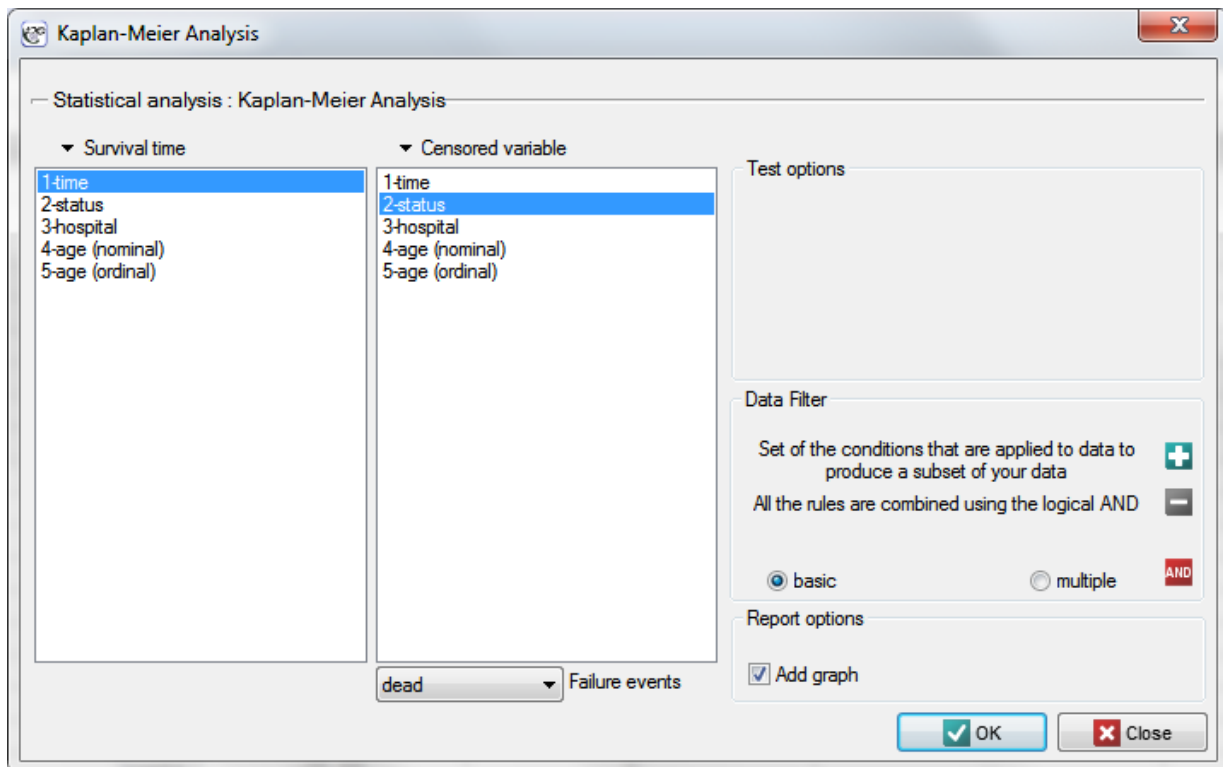 Kaplan-Meier Analysis
Statistical analysis : Kaplan-Meier Analysis
Survival time
1-time
2-status
3-hospital
4-age (nominal)
5-age (ordinal)
Censored variable
1-time
2-status
3-hospital
4-age (nominal)
5-age (ordinal)
dead
Failure events
Test options
Data Filter
Set of the conditions that are applied to data to
produce a subset of your data
All the rules are combined using the logical AND
basic
multiple
AND
Report options
Add graph
OK
Close